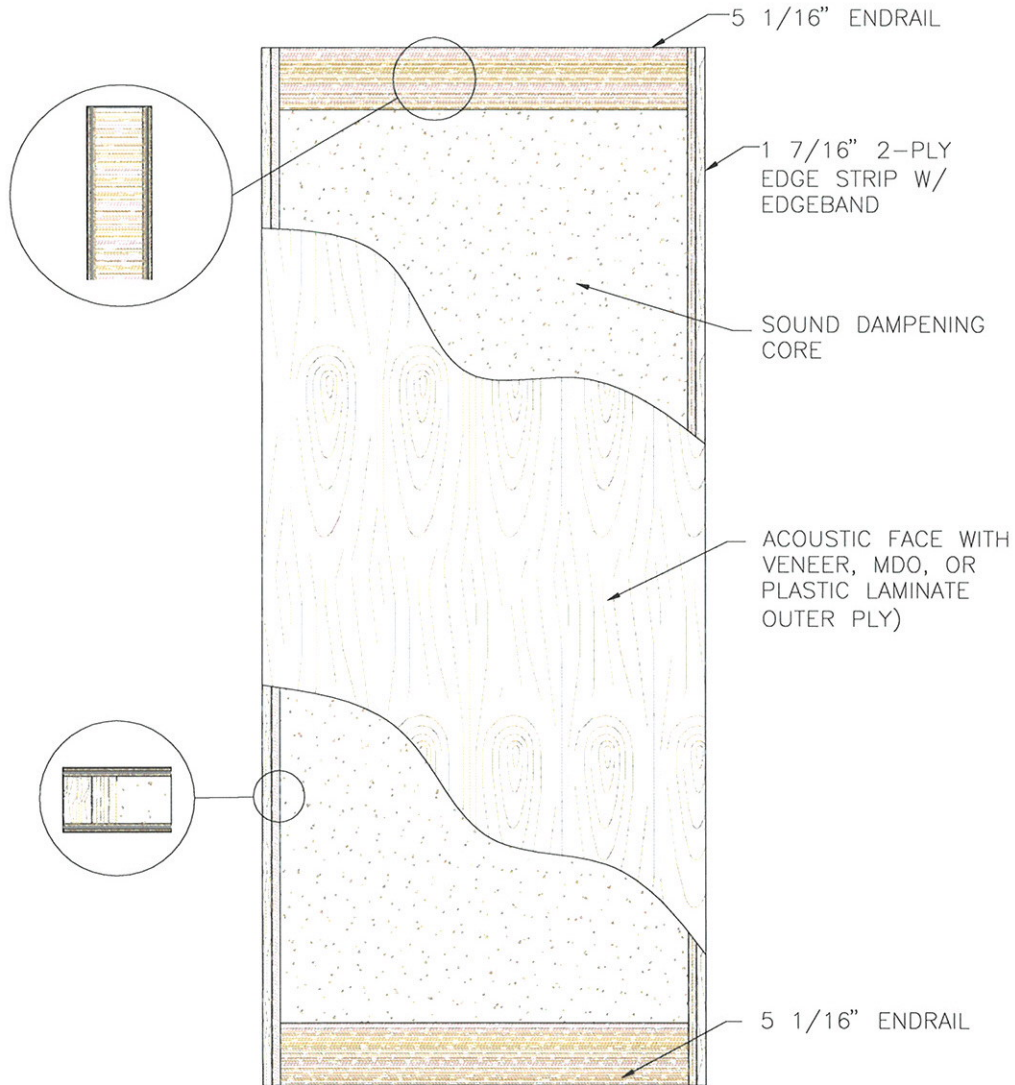 5 1/16” ENDRAIL
1 7/16” 2-PLY
EDGE STRIP W/
EDGEBAND
SOUND DAMPENING
CORE
ACOUSTIC FACE WITH
VENEER, MDO, OR
PLASTIC LAMINATE
OUTER PLY)
5 1/16” ENDRAIL